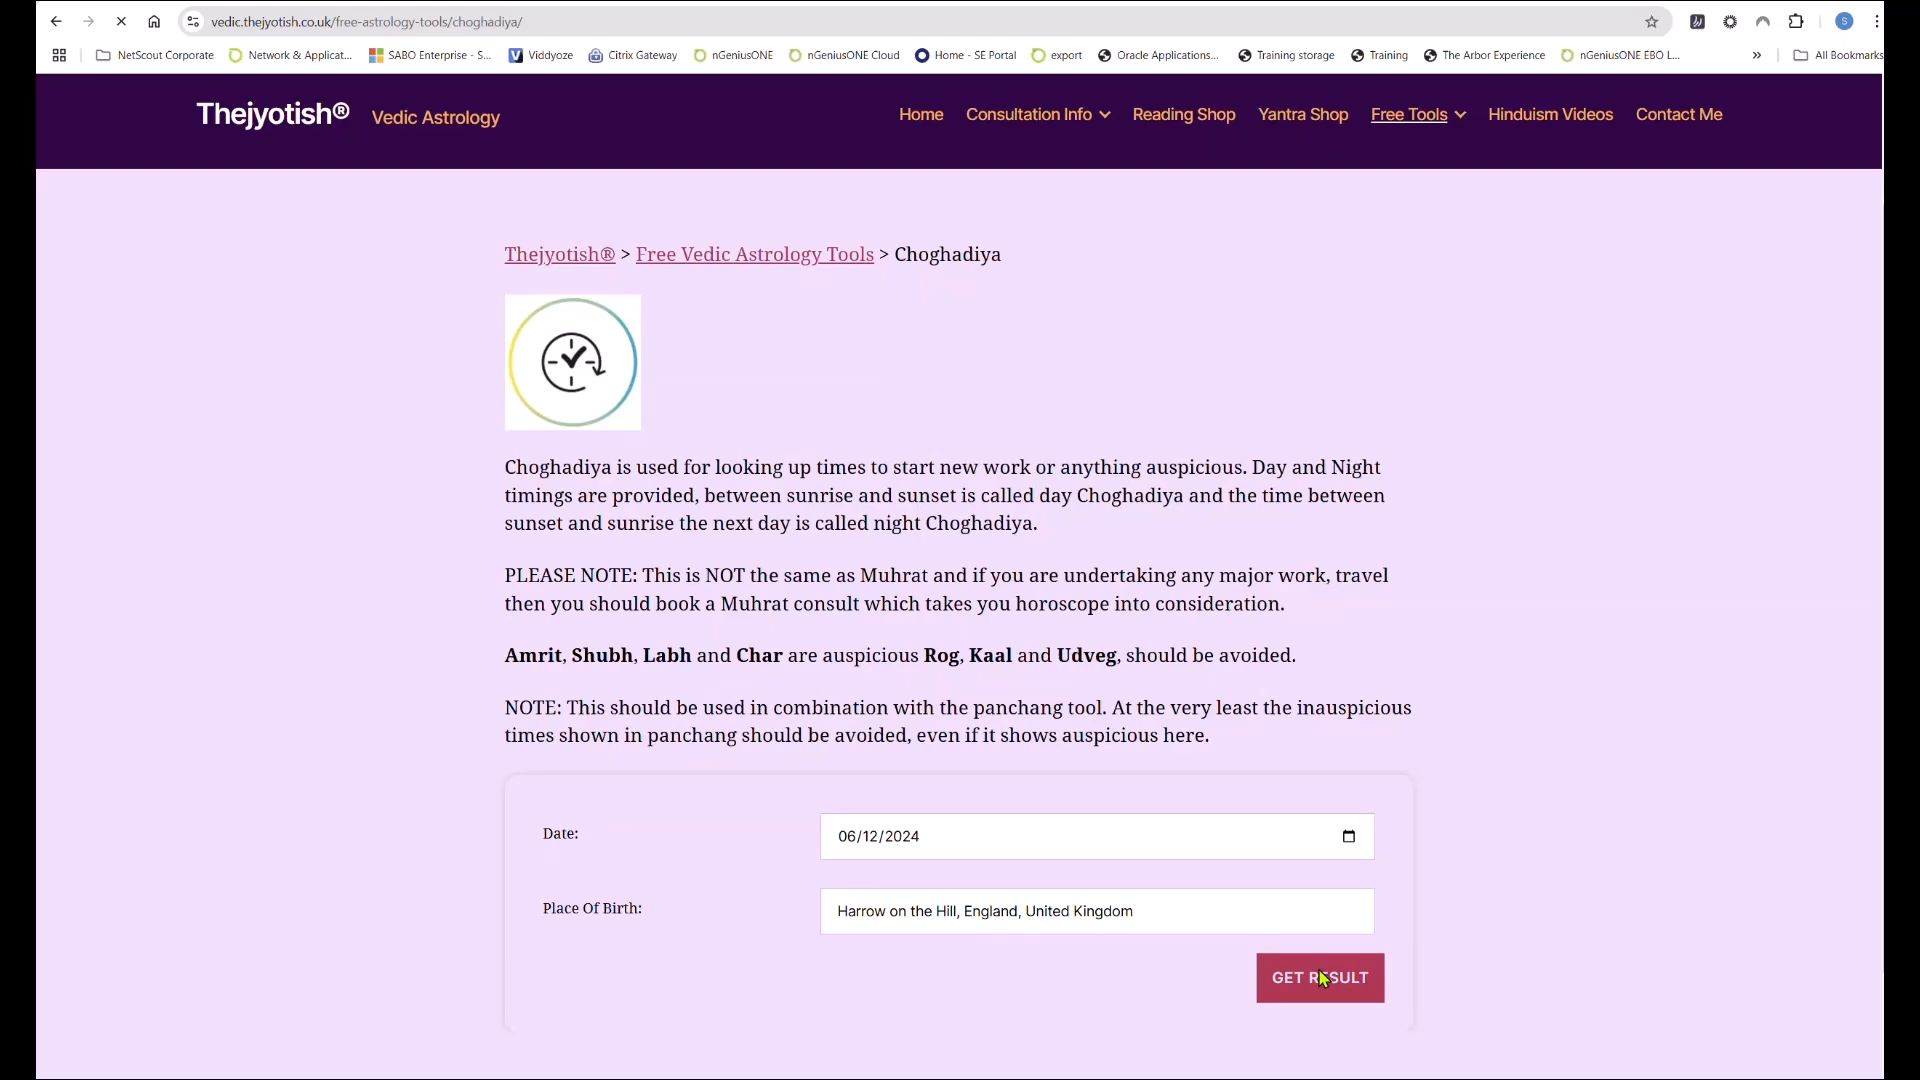 vedic.thejyotish.co.uk/free-astrology-tools/choghadiya/
S
NetScout Corporate
Network & Applicat...
SABO Enterprise - S...
Viddyoze
Citrix Gateway
nGeniusONE
nGeniusONE Cloud
Home - SE Portal
export
Oracle Applications...
Training storage
Training
The Arbor Experience
nGeniusONE EBO L...
»
All Bookmarks
Thejyotish® Vedic Astrology
Home
Consultation Info
Reading Shop
Yantra Shop
Free Tools
Hinduism Videos
Contact Me
Thejyotish® > Free Vedic Astrology Tools > Choghadiya
Choghadiya is used for looking up times to start new work or anything auspicious. Day and Night
timings are provided, between sunrise and sunset is called day Choghadiya and the time between
sunset and sunrise the next day is called night Choghadiya.
PLEASE NOTE: This is NOT the same as Muhrat and if you are undertaking any major work, travel
then you should book a Muhrat consult which takes you horoscope into consideration.
Amrit, Shubh, Labh and Char are auspicious Rog, Kaal and Udveg, should be avoided.
NOTE: This should be used in combination with the panchang tool. At the very least the inauspicious
times shown in panchang should be avoided, even if it shows auspicious here.
Date:
06/12/2024
Place Of Birth:
Harrow on the Hill, England, United Kingdom
GET RESULT